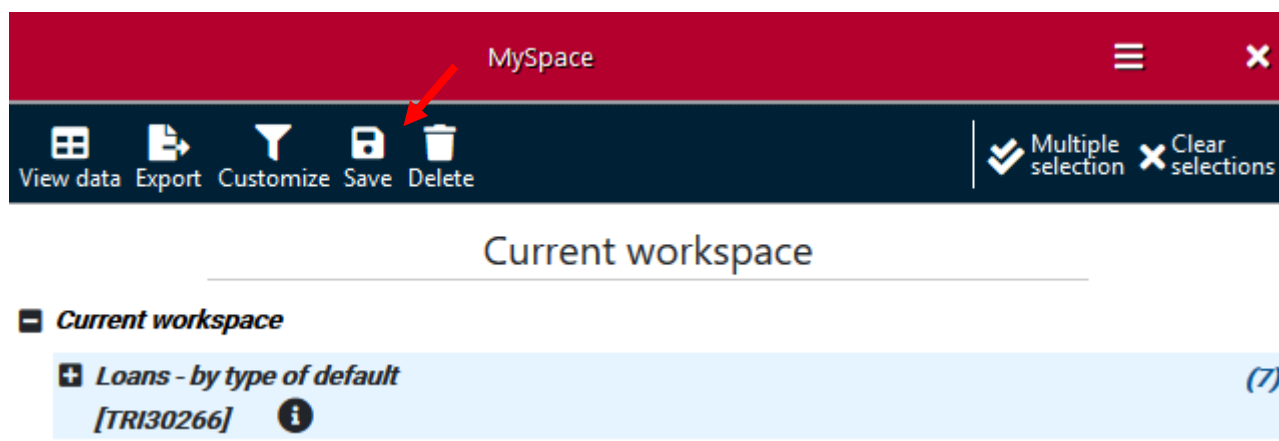 MySpace
View data Export Customize Save Delete
Multiple selection
Clear selections
Current workspace
Current workspace
Loans - by type of default (7)
[TRI30266]